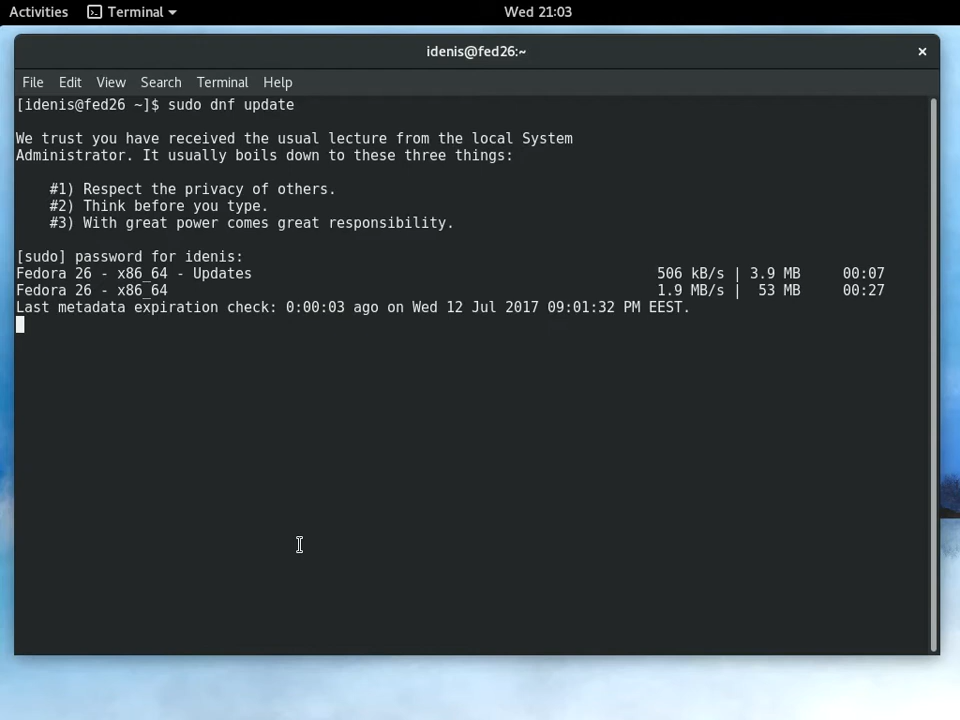 Activities Terminal Wed 21:03
idenis@fed26:~ ×
File Edit View Search Terminal Help
[idenis@fed26 ~]$ sudo dnf update
We trust you have received the usual lecture from the local System
Administrator. It usually boils down to these three things:
#1) Respect the privacy of others.
#2) Think before you type.
#3) With great power comes great responsibility.
[sudo] password for idenis:
Fedora 26 - x86_64 - Updates 506 kB/s | 3.9 MB 00:07
Fedora 26 - x86_64 1.9 MB/s | 53 MB 00:27
Last metadata expiration check: 0:00:03 ago on Wed 12 Jul 2017 09:01:32 PM EEST.